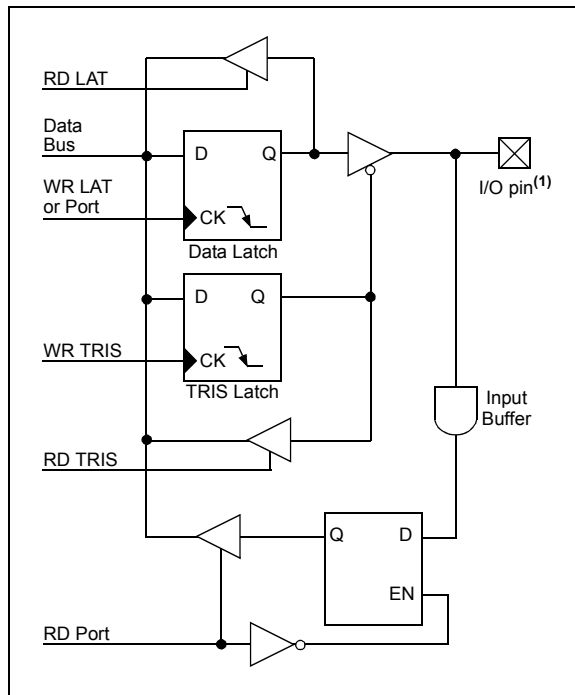 RD LAT
Data
Bus
D
Q
I/O pin(1)
WR LAT
or Port
CK
Data Latch
D
Q
WR TRIS
CK
TRIS Latch
Input
Buffer
RD TRIS
Q
D
EN
RD Port